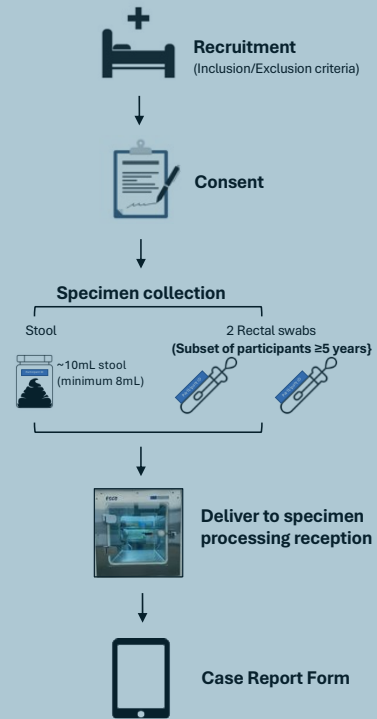 Recruitment
(Inclusion/Exclusion criteria)
Consent
Specimen collection
Stool
~10mL stool
(minimum 8mL)
2 Rectal swabs
(Subset of participants ≥5 years}
Deliver to specimen
processing reception
Case Report Form